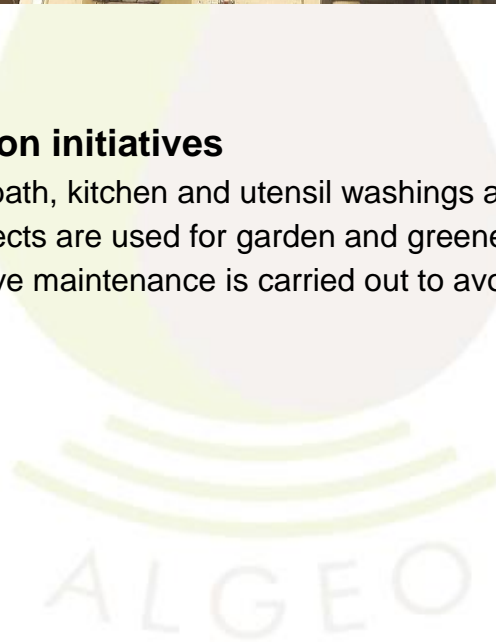 on initiatives
path, kitchen and utensil washings a
ects are used for garden and greene
ve maintenance is carried out to avo
ALGEO